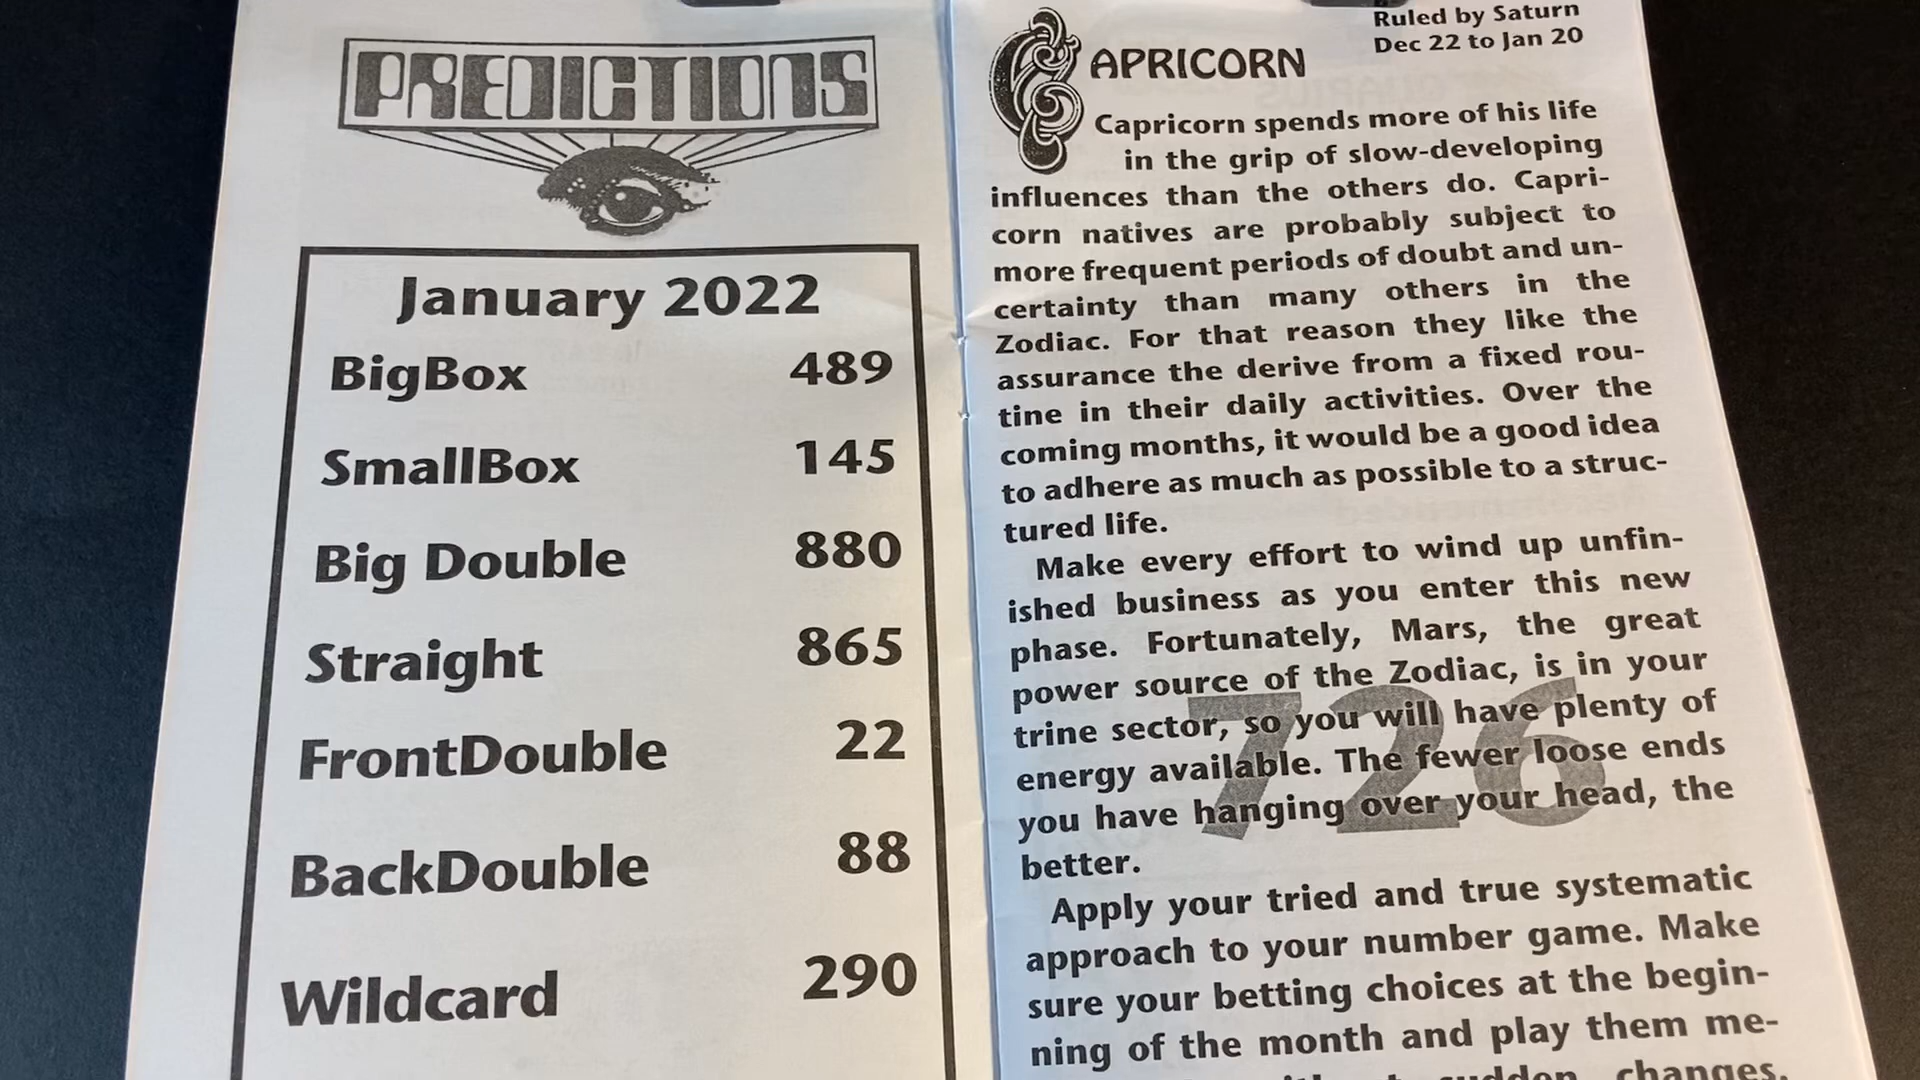 PREDICTIONS
January 2022
BigBox 489
SmallBox 145
Big Double 880
Straight 865
FrontDouble 22
BackDouble 88
Wildcard 290
Ruled by Saturn
Dec 22 to Jan 20
CAPRICORN
Capricorn spends more of his life
in the grip of slow-developing
influences than the others do. Capri-
corn natives are probably subject to
more frequent periods of doubt and un-
certainty than many others in the
Zodiac. For that reason they like the
assurance the derive from a fixed rou-
tine in their daily activities. Over the
coming months, it would be a good idea
to adhere as much as possible to a struc-
tured life.
Make every effort to wind up unfin-
ished business as you enter this new
phase. Fortunately, Mars, the great
power source of the Zodiac, is in your
trine sector, so you will have plenty of
energy available. The fewer loose ends
you have hanging over your head, the
better.
726
Apply your tried and true systematic
approach to your number game. Make
sure your betting choices at the begin-
ning of the month and play them me-
sudden changes.